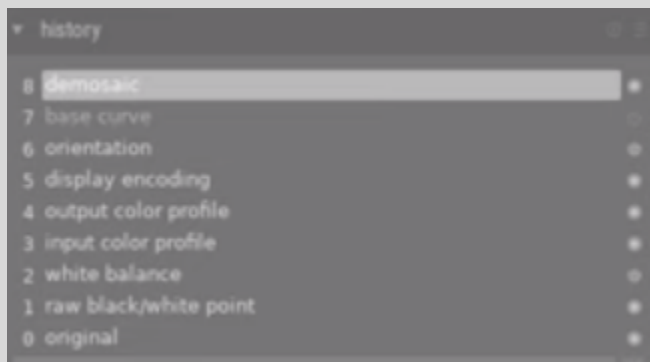 history
8 demosaic
7 base curve
6 orientation
5 display encoding
4 output color profile
3 input color profile
2 white balance
1 raw black/white point
0 original